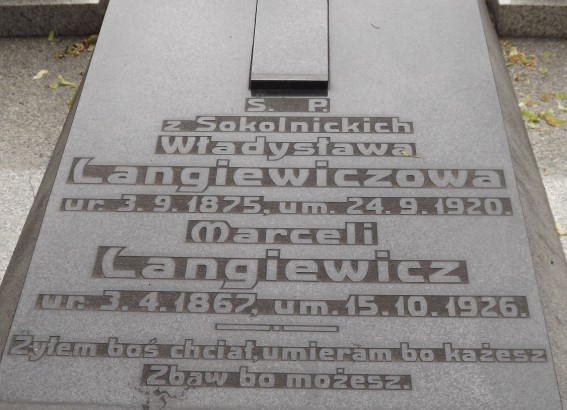 S. P.
z Sokolnickich
Władysława
Langiewiczowa
ur. 3.9.1875, um. 24.9.1920.
Marceli
Langiewicz
ur. 3.4.1867, um. 15.10.1926.
Żyłem boś chciał, umieram bo każesz
Zbaw bo możesz.